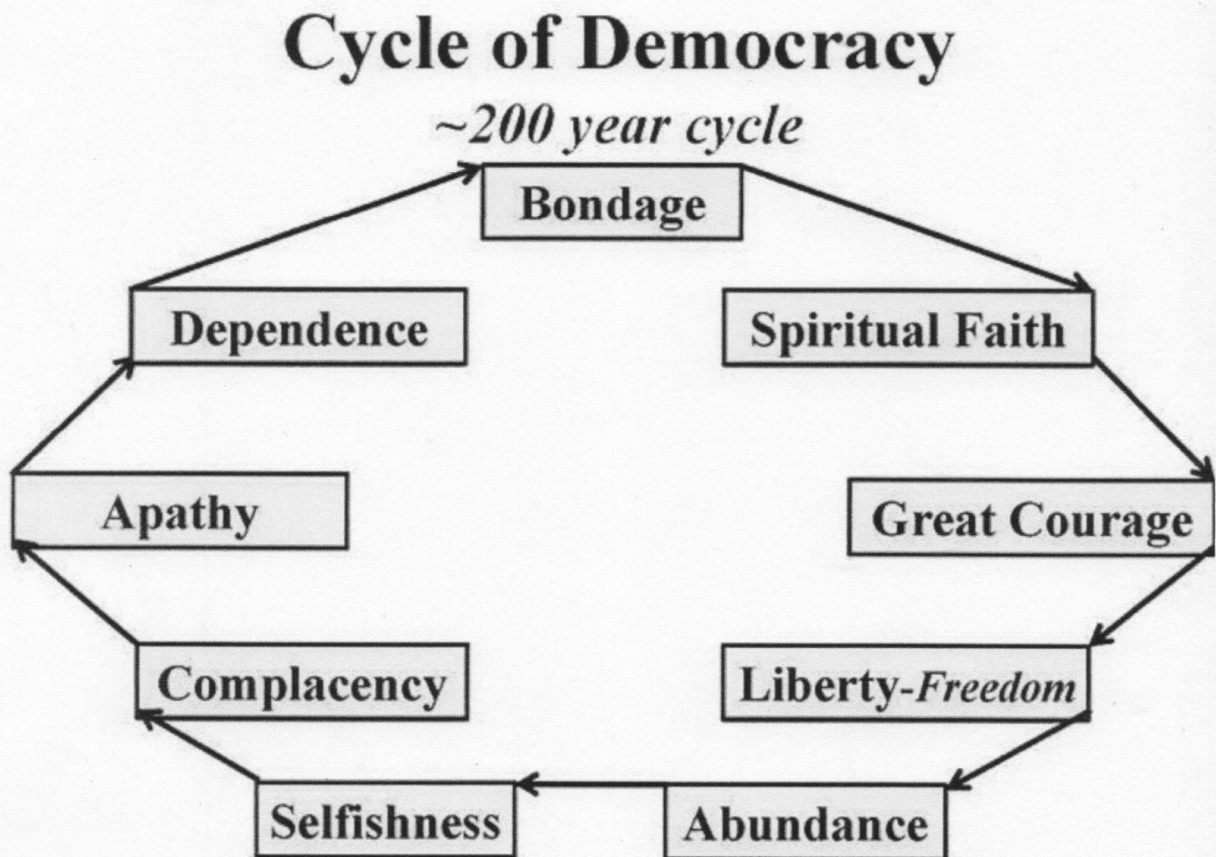 Cycle of Democracy
~200 year cycle
Bondage
Spiritual Faith
Great Courage
Liberty-Freedom
Abundance
Selfishness
Complacency
Apathy
Dependence